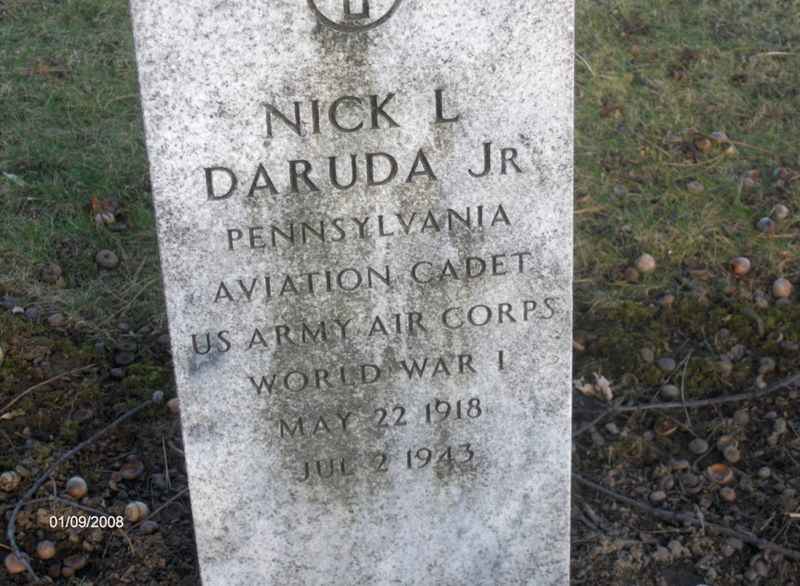 NICK L
DARUDA JR
PENNSYLVANIA
AVIATION CADET
US ARMY AIR CORPS
WORLD WAR I
MAY 22 1918
JUL 2 1943
01/09/2008